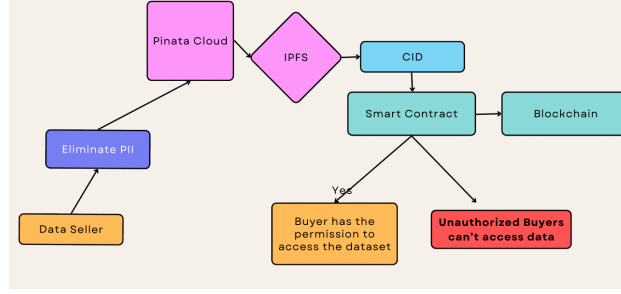 Pinata Cloud
IPFS
CID
Smart Contract
Blockchain
Eliminate PII
Yes
Data Seller
Buyer has the
permission to
access the dataset
Unauthorized Buyers
can't access data